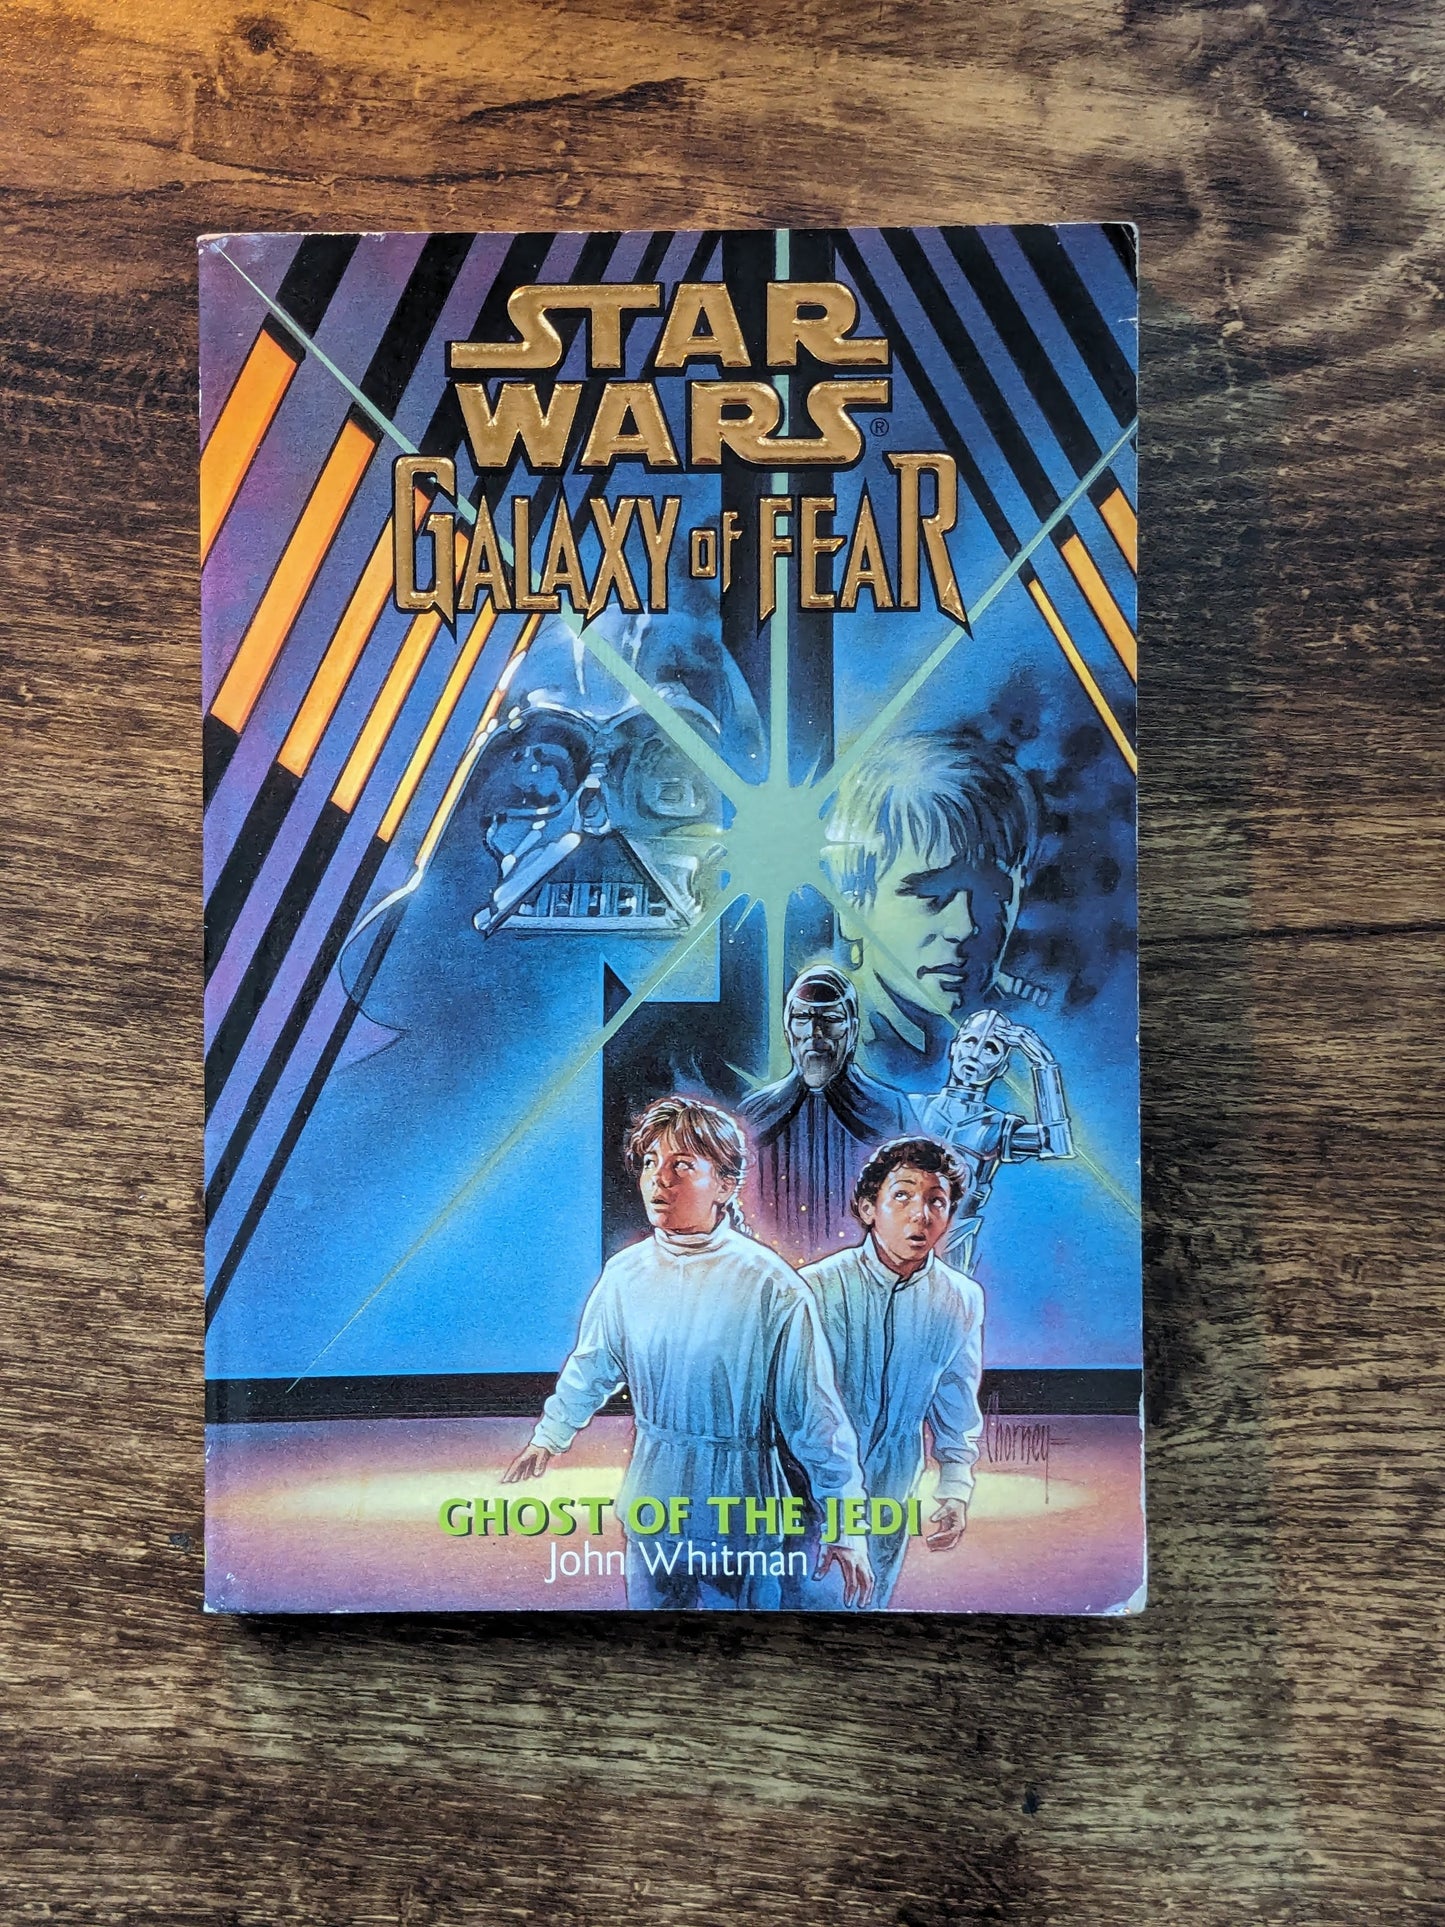 STAR
WARS®
GALAXY OF FEAR
Chorney
GHOST OF THE JEDI
John Whitman